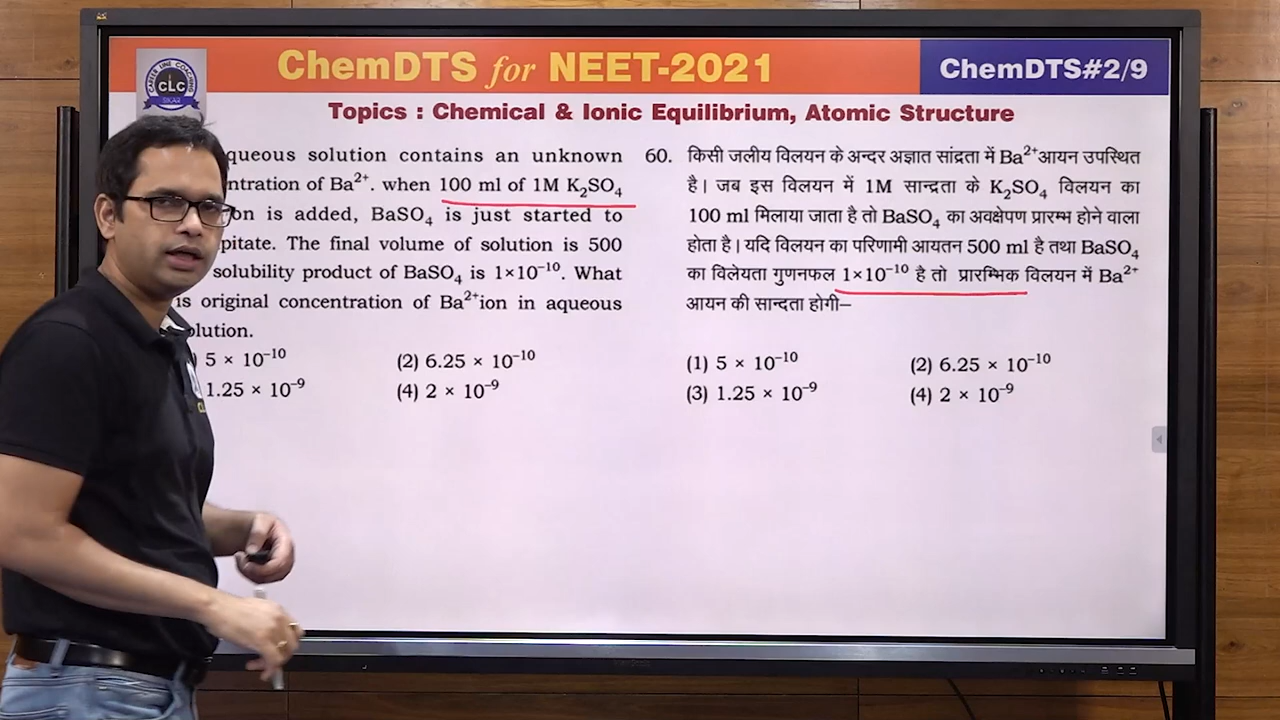 ChemDTS for NEET-2021
ChemDTS#2/9
CAREER LINE COACHING
CLC
SIKAR
Topics : Chemical & Ionic Equilibrium, Atomic Structure
queous solution contains an unknown
ntration of Ba²⁺. when 100 ml of 1M K₂SO₄
on is added, BaSO₄ is just started to
pitate. The final volume of solution is 500
solubility product of BaSO₄ is 1×10⁻¹⁰. What
is original concentration of Ba²⁺ion in aqueous
olution.
) 5 × 10⁻¹⁰ (2) 6.25 × 10⁻¹⁰
1.25 × 10⁻⁹ (4) 2 × 10⁻⁹
60. किसी जलीय विलयन के अन्दर अज्ञात सांद्रता में Ba²⁺आयन उपस्थित
है। जब इस विलयन में 1M सान्द्रता के K₂SO₄ विलयन का
100 ml मिलाया जाता है तो BaSO₄ का अवक्षेपण प्रारम्भ होने वाला
होता है। यदि विलयन का परिणामी आयतन 500 ml है तथा BaSO₄
का विलेयता गुणनफल 1×10⁻¹⁰ है तो प्रारम्भिक विलयन में Ba²⁺
आयन की सान्दता होगी–
(1) 5 × 10⁻¹⁰ (2) 6.25 × 10⁻¹⁰
(3) 1.25 × 10⁻⁹ (4) 2 × 10⁻⁹